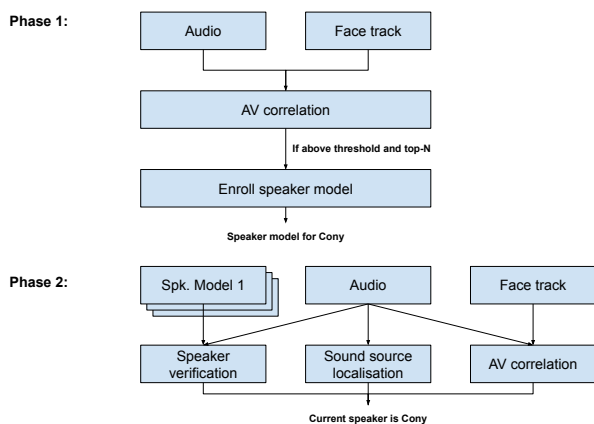 Phase 1:
Audio
Face track
AV correlation
If above threshold and top-N
Enroll speaker model
Speaker model for Cony
Phase 2:
Spk. Model 1
Audio
Face track
Speaker
verification
Sound source
localisation
AV correlation
Current speaker is Cony